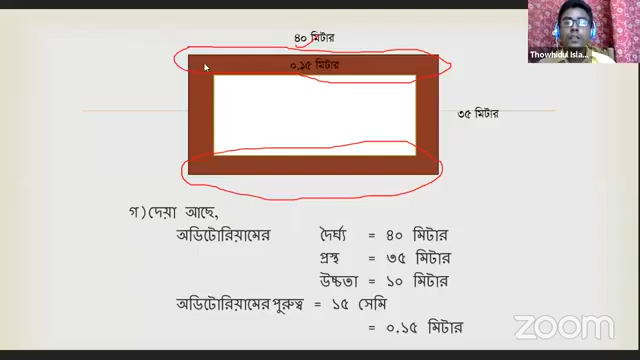 ৪০ মিটার
Thowhidul Isla...
০.১৫ মিটার
৩৫ মিটার
গ) দেয়া আছে,
অডিটোরিয়ামের দৈর্ঘ্য = ৪০ মিটার
প্রস্থ = ৩৫ মিটার
উচ্চতা = ১০ মিটার
অডিটোরিয়ামের পুরুত্ব = ১৫ সেমি
= ০.১৫ মিটার
zoom